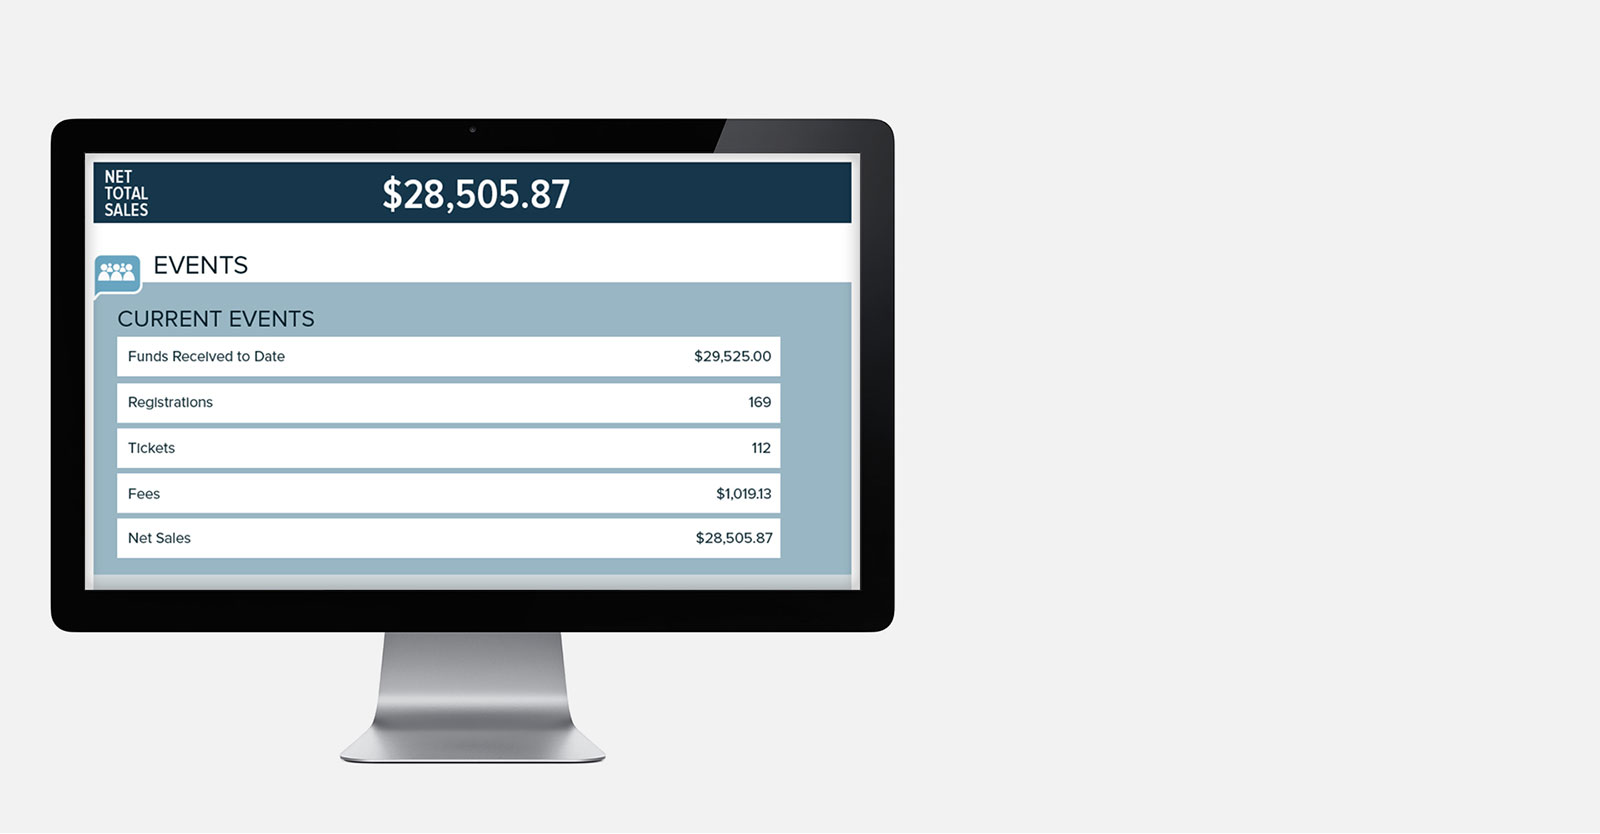 NET
TOTAL
SALES
$28,505.87
EVENTS
CURRENT EVENTS
Funds Received to Date $29,525.00
Registrations 169
Tickets 112
Fees $1,019.13
Net Sales $28,505.87